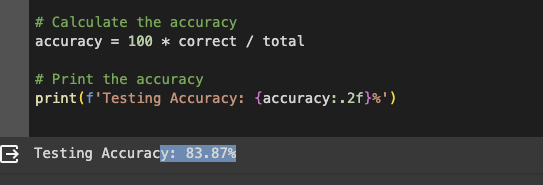 # Calculate the accuracy
accuracy = 100 * correct / total
# Print the accuracy
print(f'Testing Accuracy: {accuracy:.2f}%')
Testing Accuracy: 83.87%